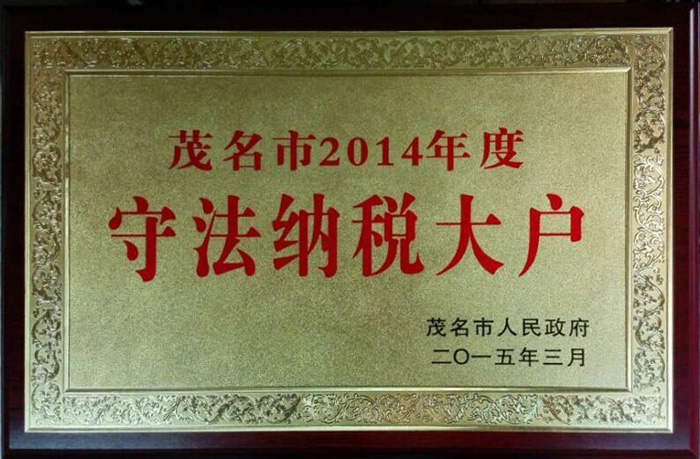 茂名市2014年度
守法纳税大户
茂名市人民政府
二〇一五年三月